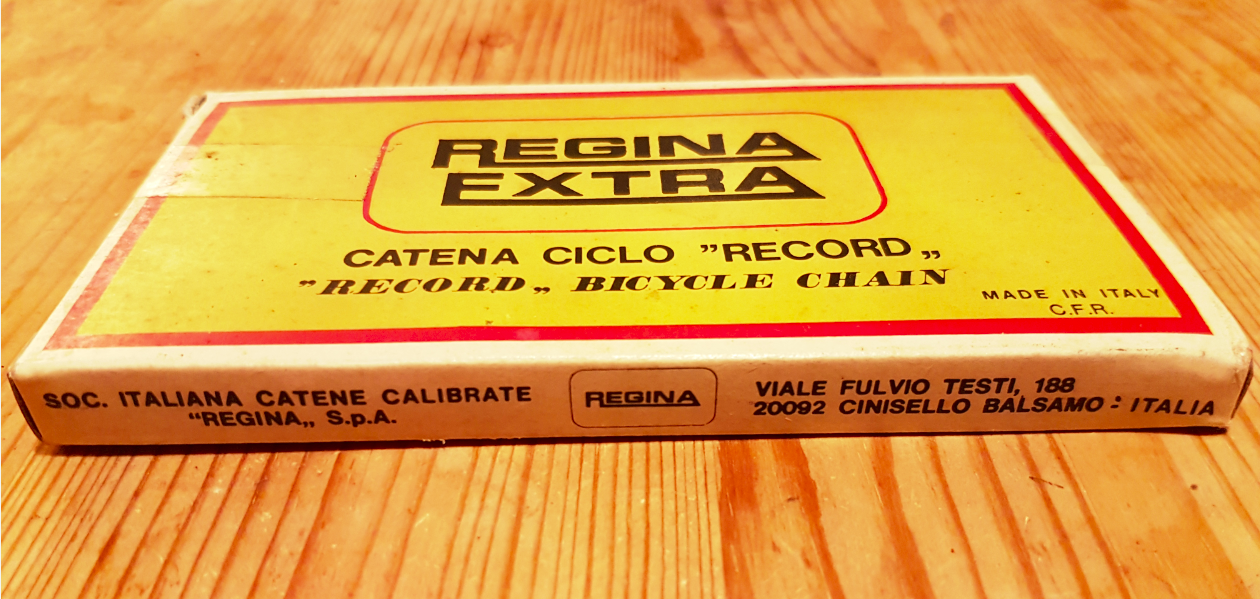 REGINA
EXTRA
CATENA CICLO ”RECORD„
”RECORD„ BICYCLE CHAIN
MADE IN ITALY
C.F.R.
SOC. ITALIANA CATENE CALIBRATE
“REGINA„ S.p.A.
REGINA
VIALE FULVIO TESTI, 188
20092 CINISELLO BALSAMO - ITALIA